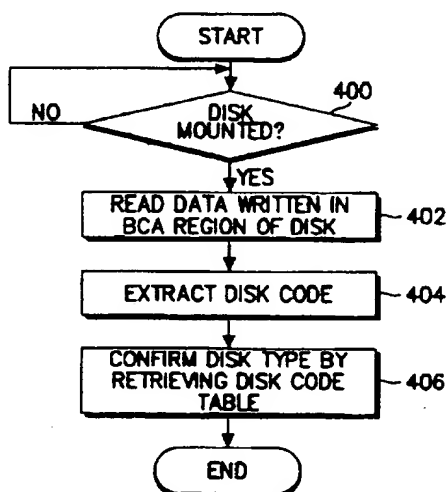 START
NO
DISK
MOUNTED?
400
YES
READ DATA WRITTEN IN
BCA REGION OF DISK
402
EXTRACT DISK CODE
404
CONFIRM DISK TYPE BY
RETRIEVING DISK CODE
TABLE
406
END